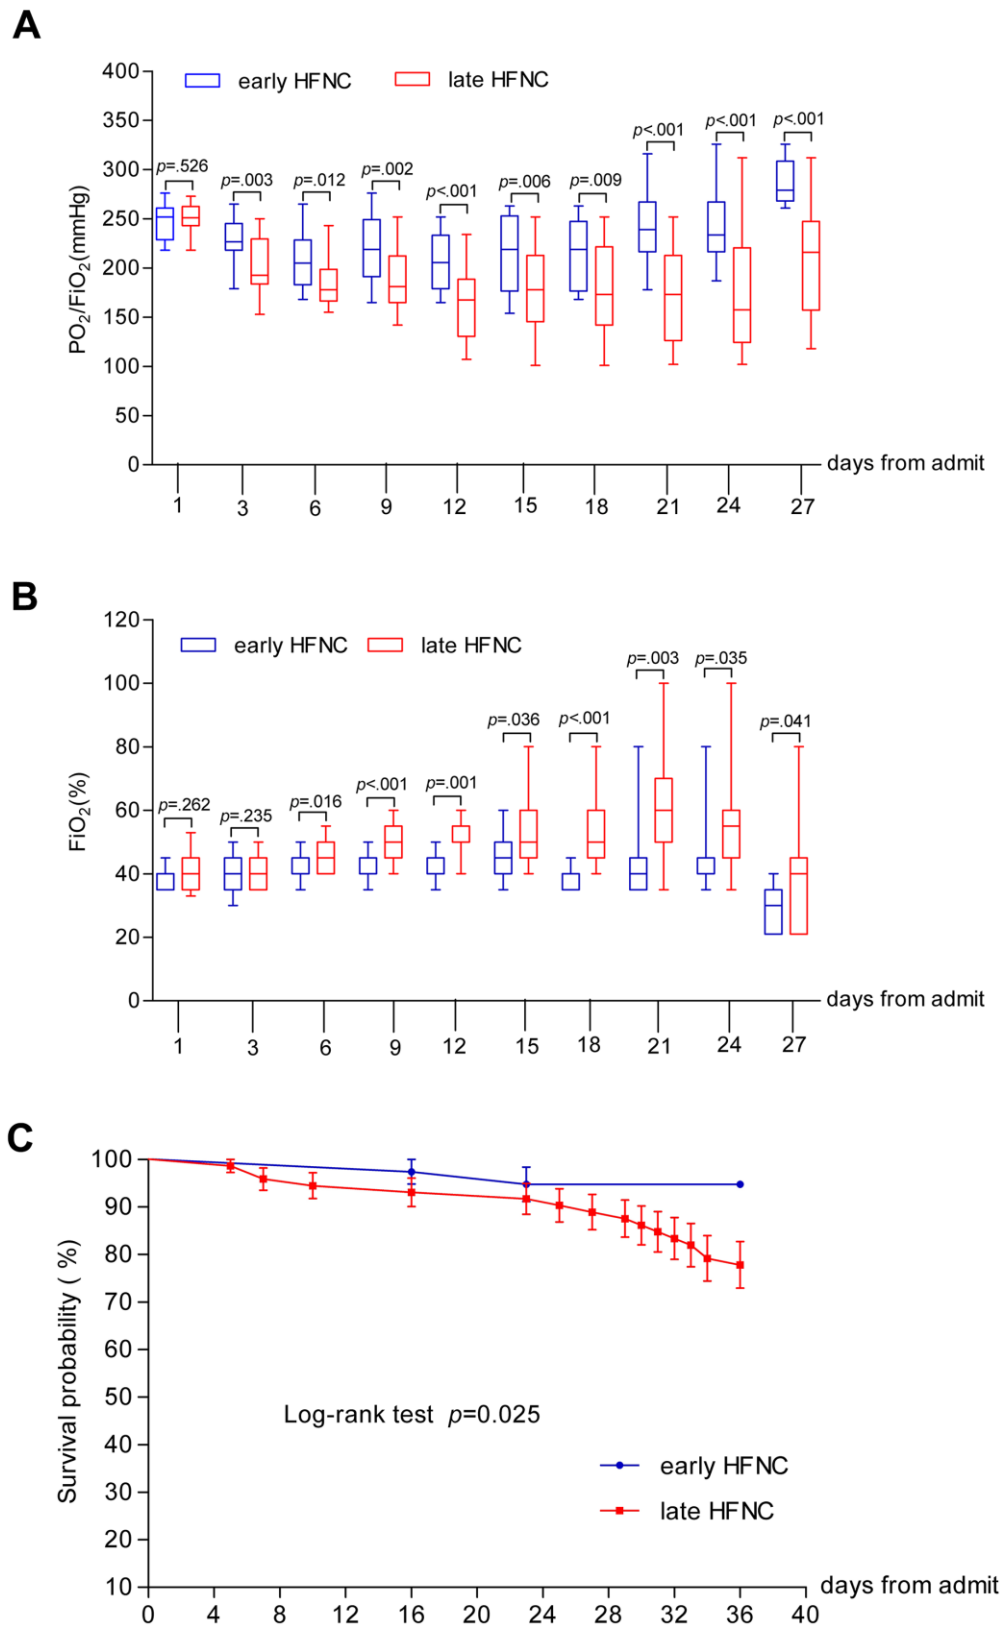 A
early HFNC late HFNC
PO₂/FiO₂(mmHg)
400
350
300
250
200
150
100
50
0
p=.526
p=.003
p=.012
p=.002
p<.001
p=.006
p=.009
p<.001
p<.001
p<.001
days from admit
1 3 6 9 12 15 18 21 24 27
B
early HFNC late HFNC
FiO₂(%)
120
100
80
60
40
20
0
p=.262
p=.235
p=.016
p<.001
p=.001
p=.036
p<.001
p=.003
p=.035
p=.041
days from admit
1 3 6 9 12 15 18 21 24 27
C
Survival probability ( %)
100
90
80
70
60
50
40
30
20
10
Log-rank test p=0.025
early HFNC
late HFNC
days from admit
0 4 8 12 16 20 24 28 32 36 40